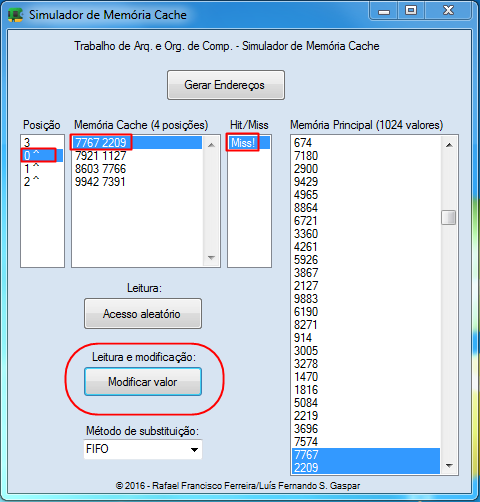 Simulador de Memória Cache
Trabalho de Arq. e Org. de Comp. - Simulador de Memória Cache
Gerar Endereços
Posição
3
0 ^
1 ^
2 ^
Memória Cache (4 posições)
7767 2209
7921 1127
8603 7766
9942 7391
Hit/Miss
Miss!
Memória Principal (1024 valores)
674
7180
2900
9429
4965
8864
6721
3360
4261
5926
3867
2127
9883
6190
8271
914
3005
3278
1470
1816
5084
2219
3696
7574
7767
2209
Leitura:
Acesso aleatório
Leitura e modificação:
Modificar valor
Método de substituição:
FIFO
© 2016 - Rafael Francisco Ferreira/Luís Fernando S. Gaspar